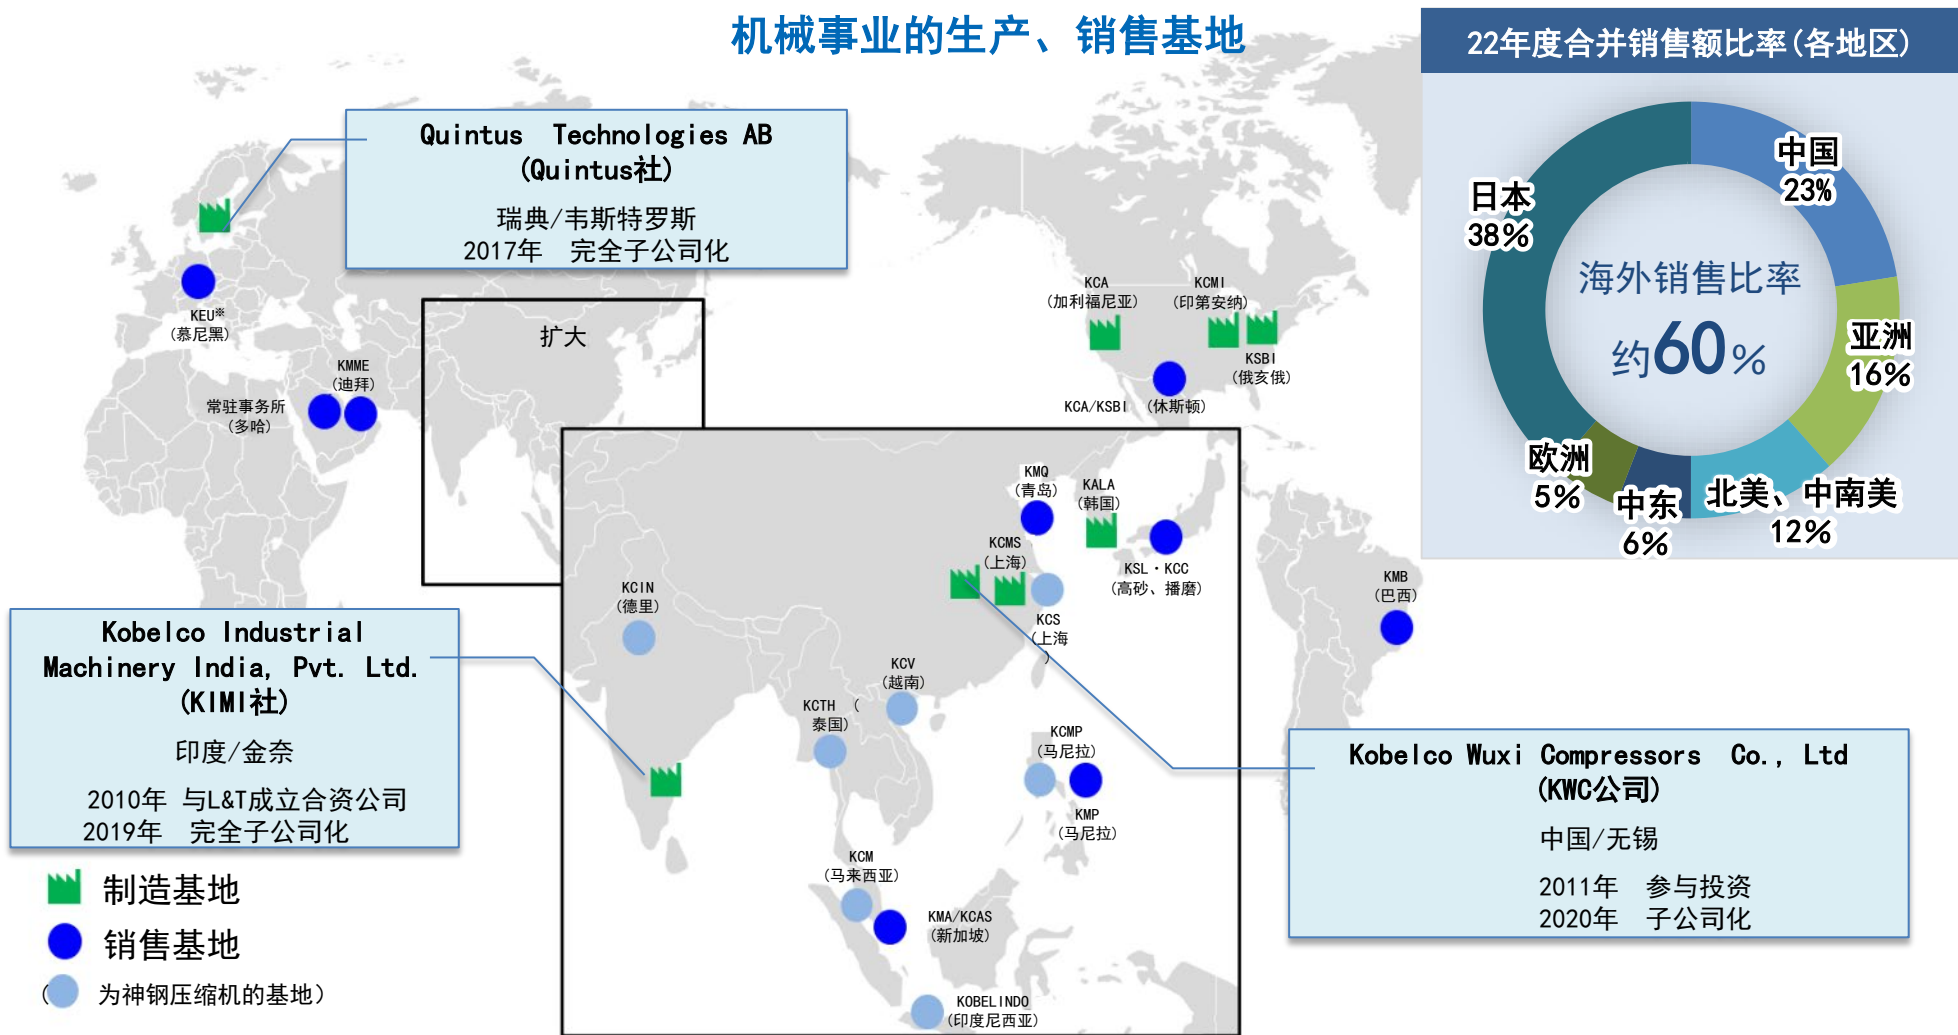 机械事业的生产、销售基地
22年度合并销售额比率(各地区)
中国
23%
日本
38%
海外销售比率
约60%
亚洲
16%
欧洲
5%
中东
6%
北美、中南美
12%
Quintus Technologies AB
(Quintus社)
瑞典/韦斯特罗斯
2017年 完全子公司化
KEU※
(慕尼黑)
KMME
(迪拜)
常驻事务所
(多哈)
扩大
KCA
(加利福尼亚)
KCMI
(印第安纳)
KSBI
(俄亥俄)
KCA/KSBI (休斯顿)
KMQ
(青岛)
KALA
(韩国)
KCMS
(上海)
KSL・KCC
(高砂、播磨)
KCIN
(德里)
KCS
(上海
)
KCV
(越南)
KCTH (
泰国)
KCMP
(马尼拉)
KMP
(马尼拉)
KCM
(马来西亚)
KMA/KCAS
(新加坡)
KOBELINDO
(印度尼西亚)
KMB
(巴西)
Kobelco Industrial
Machinery India, Pvt. Ltd.
(KIMI社)
印度/金奈
2010年 与L&T成立合资公司
2019年 完全子公司化
Kobelco Wuxi Compressors Co., Ltd
(KWC公司)
中国/无锡
2011年 参与投资
2020年 子公司化
制造基地
销售基地
( 为神钢压缩机的基地)